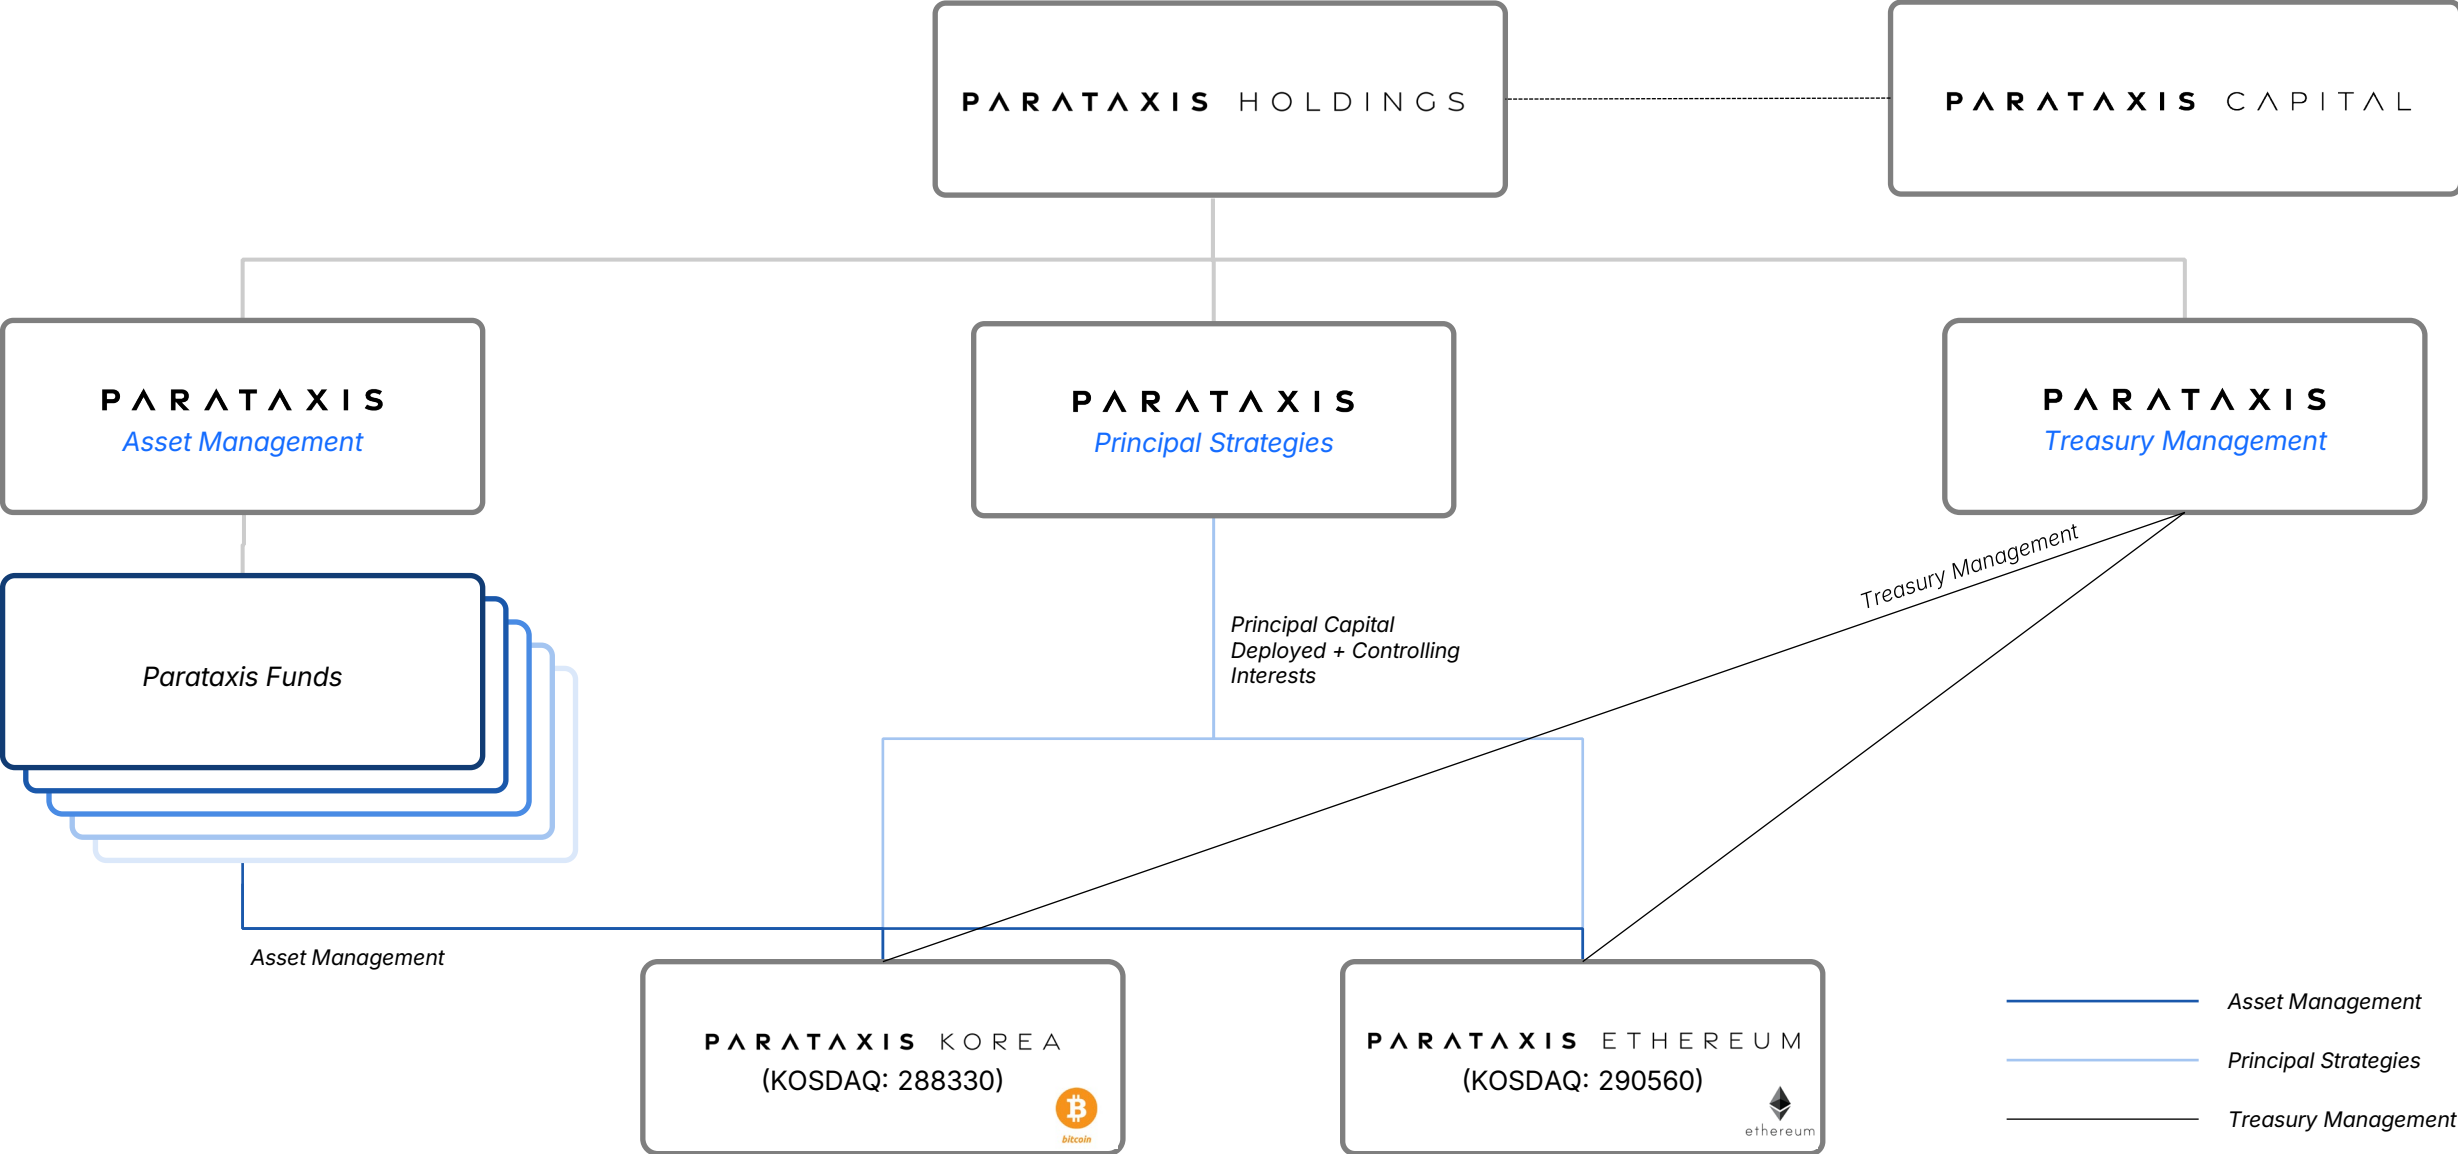 PARATAXIS HOLDINGS
PARATAXIS CAPITAL
PARATAXIS
Asset Management
PARATAXIS
Principal Strategies
PARATAXIS
Treasury Management
Treasury Management
Parataxis Funds
Principal Capital
Deployed + Controlling
Interests
Asset Management
PARATAXIS KOREA
(KOSDAQ: 288330)
bitcoin
PARATAXIS ETHEREUM
(KOSDAQ: 290560)
ethereum
Asset Management
Principal Strategies
Treasury Management